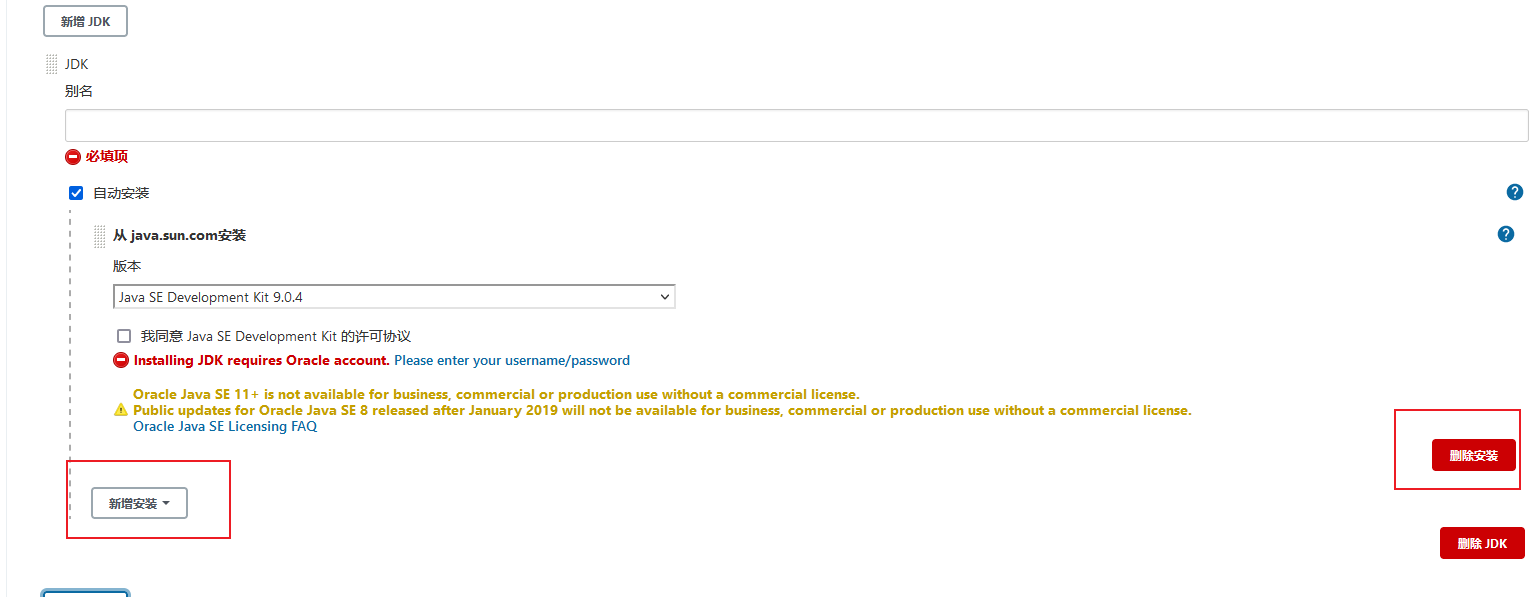 新增 JDK
JDK
别名
必填项
自动安装
?
从 java.sun.com安装
?
版本
Java SE Development Kit 9.0.4
我同意 Java SE Development Kit 的许可协议
Installing JDK requires Oracle account. Please enter your username/password
Oracle Java SE 11+ is not available for business, commercial or production use without a commercial license.
Public updates for Oracle Java SE 8 released after January 2019 will not be available for business, commercial or production use without a commercial license.
Oracle Java SE Licensing FAQ
删除安装
新增安装
删除 JDK